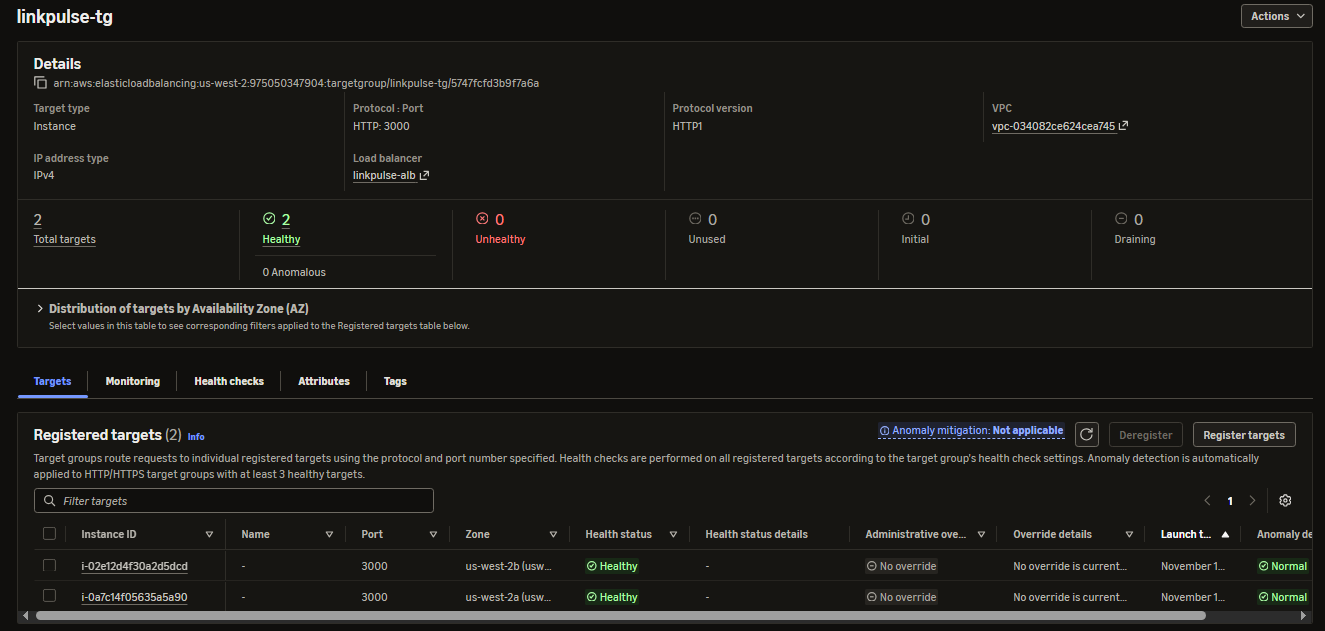 linkpulse-tg
Actions
Details
arn:aws:elasticloadbalancing:us-west-2:975050347904:targetgroup/linkpulse-tg/5747fcfd3b9f7a6a
Target type
Instance
Protocol : Port
HTTP: 3000
Protocol version
HTTP1
VPC
vpc-034082ce624cea745
IP address type
IPv4
Load balancer
linkpulse-alb
2
Total targets
2
Healthy
0 Anomalous
0
Unhealthy
0
Unused
0
Initial
0
Draining
Distribution of targets by Availability Zone (AZ)
Select values in this table to see corresponding filters applied to the Registered targets table below.
Targets Monitoring Health checks Attributes Tags
Registered targets (2) Info
Anomaly mitigation: Not applicable
Deregister
Register targets
Target groups route requests to individual registered targets using the protocol and port number specified. Health checks are performed on all registered targets according to the target group's health check settings. Anomaly detection is automatically
applied to HTTP/HTTPS target groups with at least 3 healthy targets.
Filter targets
1
Instance ID Name Port Zone Health status Health status details Administrative ove... Override details Launch t... Anomaly de
i-02e12d4f30a2d5dcd - 3000 us-west-2b (usw... Healthy - No override No override is current... November 1... Normal
i-0a7c14f05635a5a90 - 3000 us-west-2a (usw... Healthy - No override No override is current... November 1... Normal